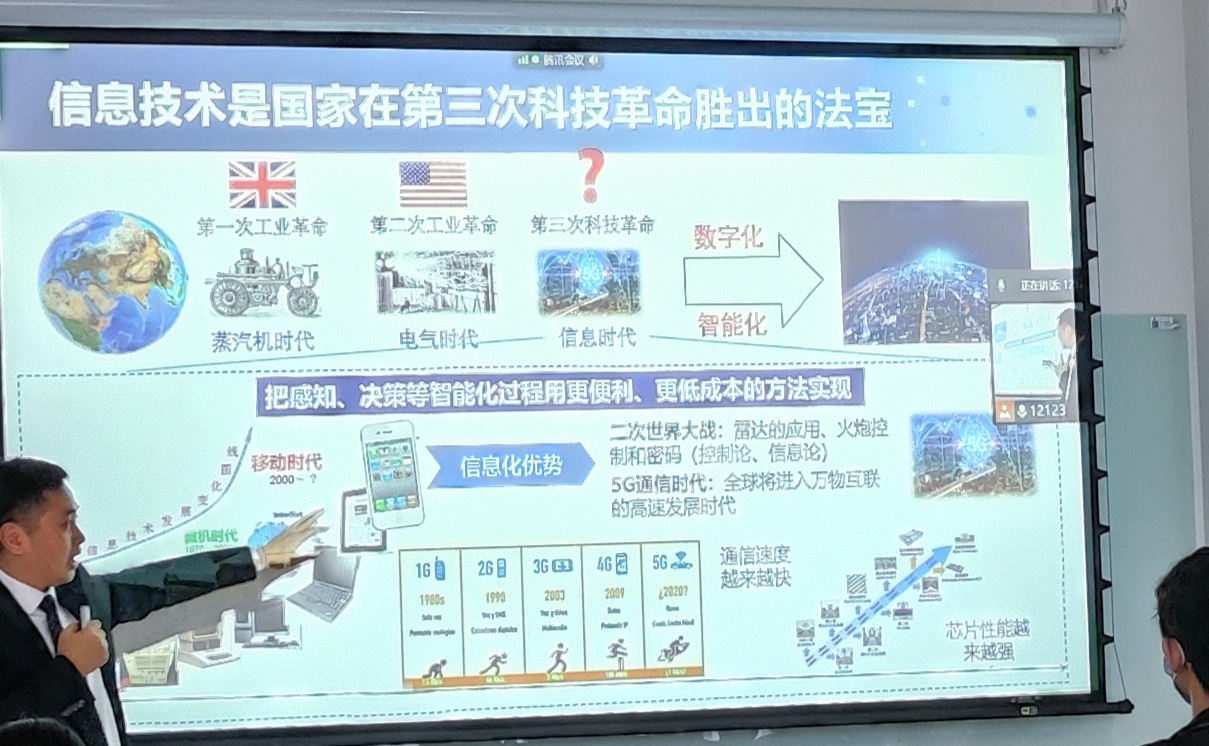 腾讯会议
信息技术是国家在第三次科技革命胜出的法宝
?
第一次工业革命
第二次工业革命
第三次科技革命
数字化
智能化
蒸汽机时代
电气时代
信息时代
正在讲话: 12
12123
把感知、决策等智能化过程用更便利、更低成本的方法实现
信息技术发展变化图线
移动时代
2000~ ?
微机时代
信息化优势
二次世界大战：雷达的应用、火炮控
制和密码（控制论、信息论）
5G通信时代：全球将进入万物互联
的高速发展时代
5G
1G
2G
3G
4G
5G
1980s
1990
2003
2009
¿2020?
通信速度
越来越快
芯片性能越
来越强